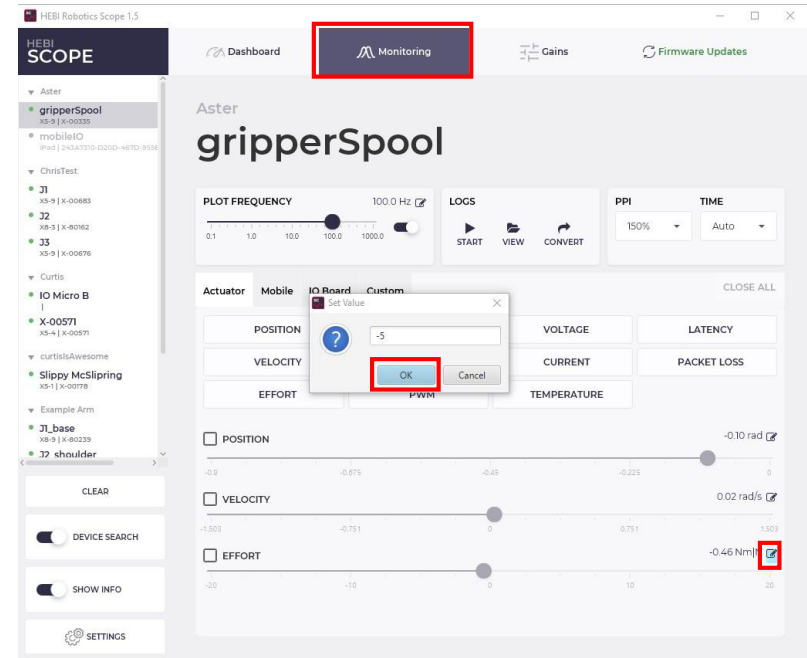 HEBI Robotics Scope 1.5
HEBI
SCOPE
Dashboard
Monitoring
Gains
Firmware Updates
Aster
gripperSpool
X5-9 | X-00335
mobileIO
iPad | 243A7310-D20D-467D-955E
ChrisTest
J1
X5-9 | X-00683
J2
X8-3 | X-80162
J3
X5-9 | X-00676
Curtis
IO Micro B
|
X-00571
X5-4 | X-00571
curtisIsAwesome
Slippy McSlipring
X5-1 | X-00178
Example Arm
J1_base
X8-9 | X-80239
J2_shoulder
CLEAR
DEVICE SEARCH
SHOW INFO
SETTINGS
Aster
gripperSpool
PLOT FREQUENCY
100.0 Hz
0.1 1.0 10.0 100.0 1000.0
LOGS
START VIEW CONVERT
PPI
150%
TIME
Auto
Actuator Mobile IO Board Custom
CLOSE ALL
Set Value
-5
OK Cancel
POSITION VOLTAGE LATENCY
VELOCITY CURRENT PACKET LOSS
EFFORT PWM TEMPERATURE
POSITION
-0.10 rad
-0.9 -0.675 -0.45 -0.225 0
VELOCITY
0.02 rad/s
-1.503 -0.751 0 0.751 1.503
EFFORT
-0.46 Nm|
-20 -10 0 10 20